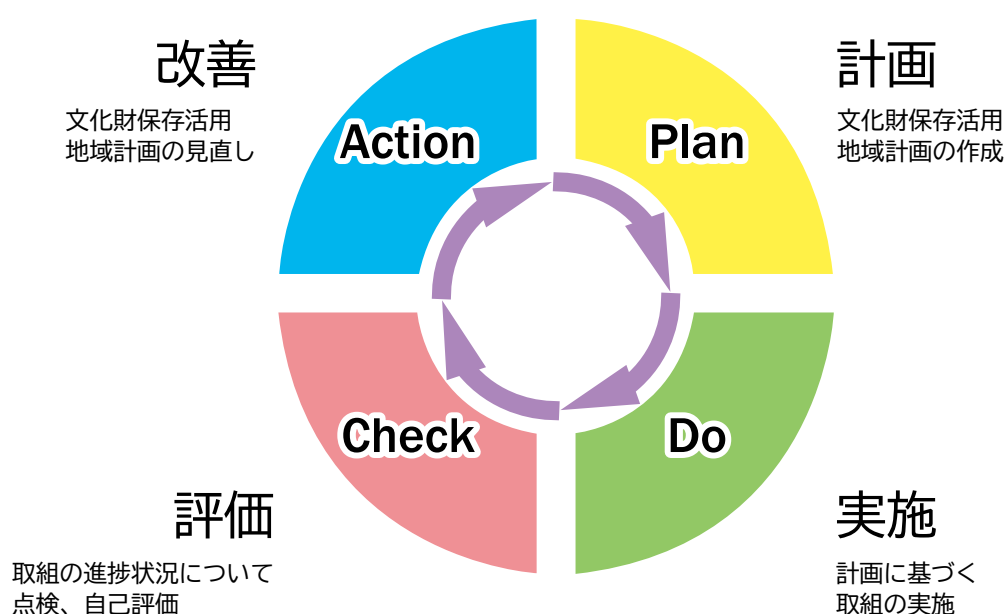 改善
文化財保存活用
地域計画の見直し
Action
計画
文化財保存活用
地域計画の作成
Plan
評価
取組の進捗状況について
点検、自己評価
Check
実施
計画に基づく
取組の実施
Do